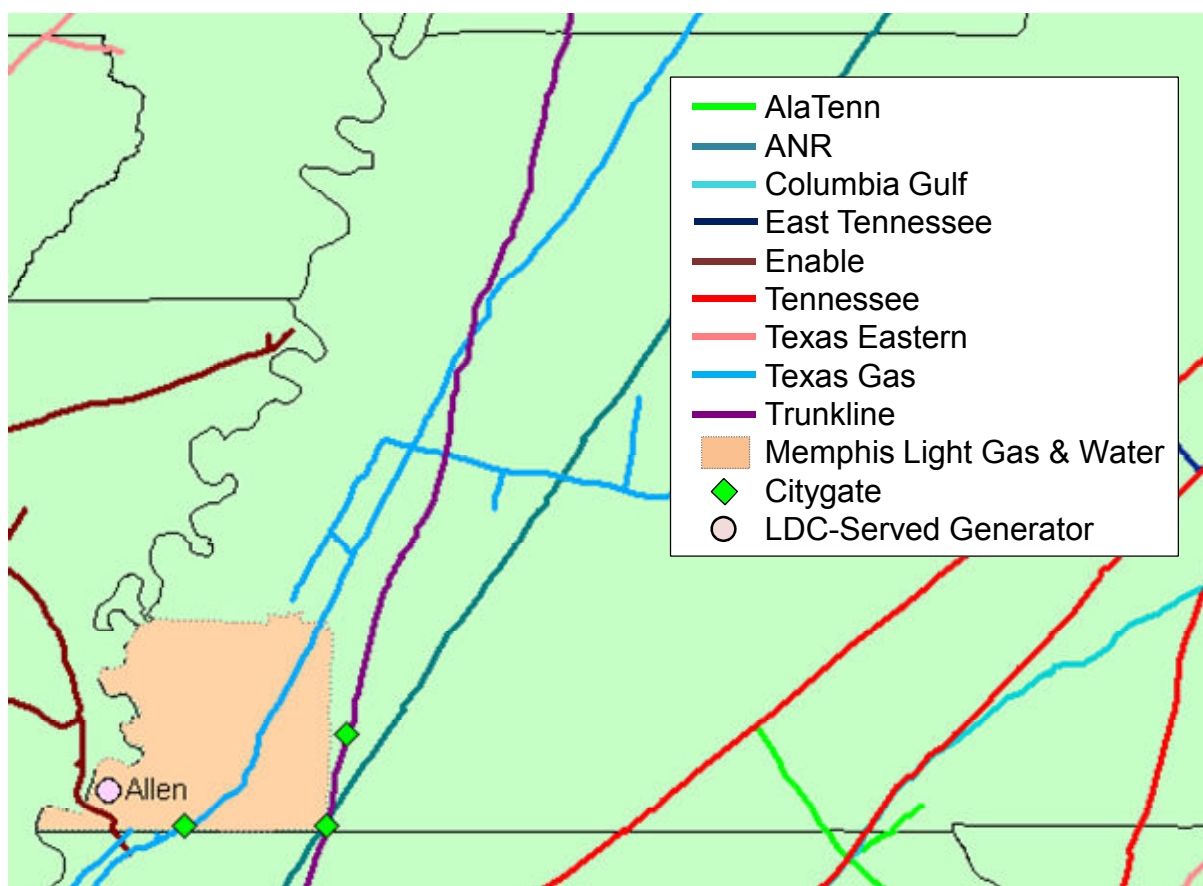 AlaTenn
ANR
Columbia Gulf
East Tennessee
Enable
Tennessee
Texas Eastern
Texas Gas
Trunkline
Memphis Light Gas & Water
Citygate
LDC-Served Generator
Allen